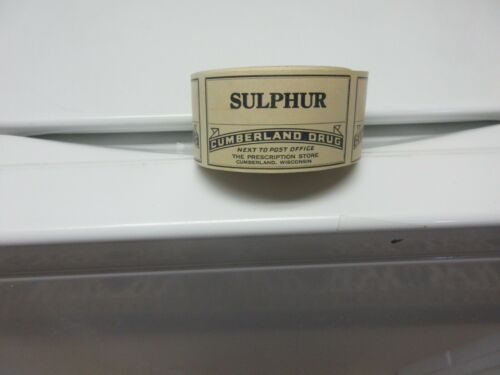 SULPHUR
CUMBERLAND DRUG
NEXT TO POST OFFICE
THE PRESCRIPTION STORE
CUMBERLAND, WISCONSIN